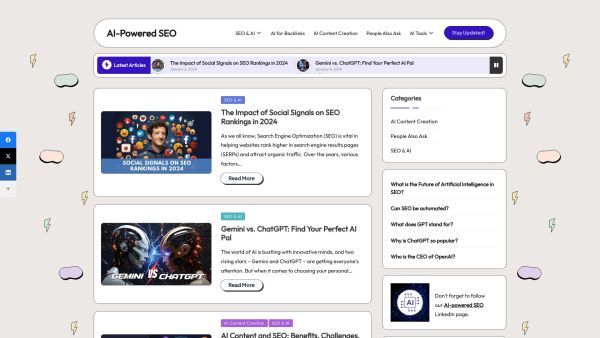 AI-Powered SEO
SEO & AI
AI for Backlinks
AI Content Creation
People Also Ask
AI Tools
Stay Updated!
Latest Articles
The Impact of Social Signals on SEO Rankings in 2024
January 6, 2024
Gemini vs. ChatGPT: Find Your Perfect AI Pal
January 4, 2024
SOCIAL SIGNALS ON SEO
RANKINGS IN 2024
SEO & AI
The Impact of Social Signals on SEO
Rankings in 2024
As we all know, Search Engine Optimization (SEO) is vital in
helping websites rank higher in search engine results pages
(SERPs) and attract organic traffic. Over the years, various
factors...
Read More
GEMINI VS CHATGPT
SEO & AI
Gemini vs. ChatGPT: Find Your Perfect AI
Pal
The world of AI is bustling with innovative minds, and two
rising stars – Gemini and ChatGPT – are getting everyone's
attention. But when it comes to choosing your personal...
Read More
AI Content Creation
SEO & AI
AI Content and SEO: Benefits, Challenges,
Categories
AI Content Creation
People Also Ask
SEO & AI
What is the Future of Artificial Intelligence in
SEO?
Can SEO be automated?
What does GPT stand for?
Why is ChatGPT so popular?
Who is the CEO of OpenAI?
AI
Don't forget to follow
our AI-powered SEO
LinkedIn page.